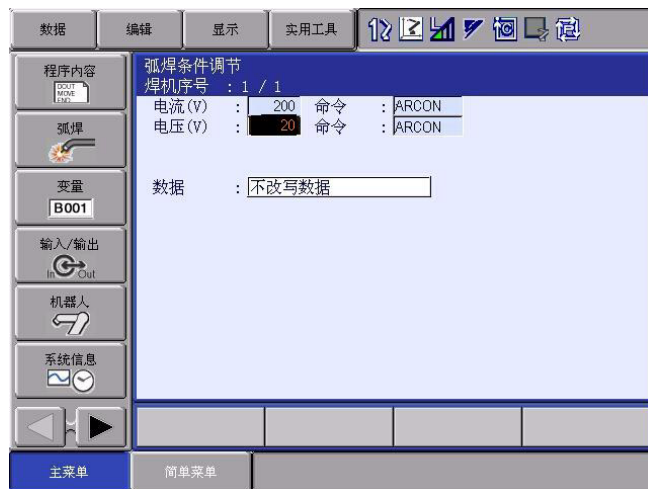 数据
编辑
显示
实用工具
程序内容
DOUT
MOVE
END
弧焊
变量
B001
输入/输出
In Out
机器人
系统信息
弧焊条件调节
焊机序号 : 1 / 1
电流(V) : 200 命令 : ARCON
电压(V) : 20 命令 : ARCON
数据 : 不改写数据
主菜单
简单菜单